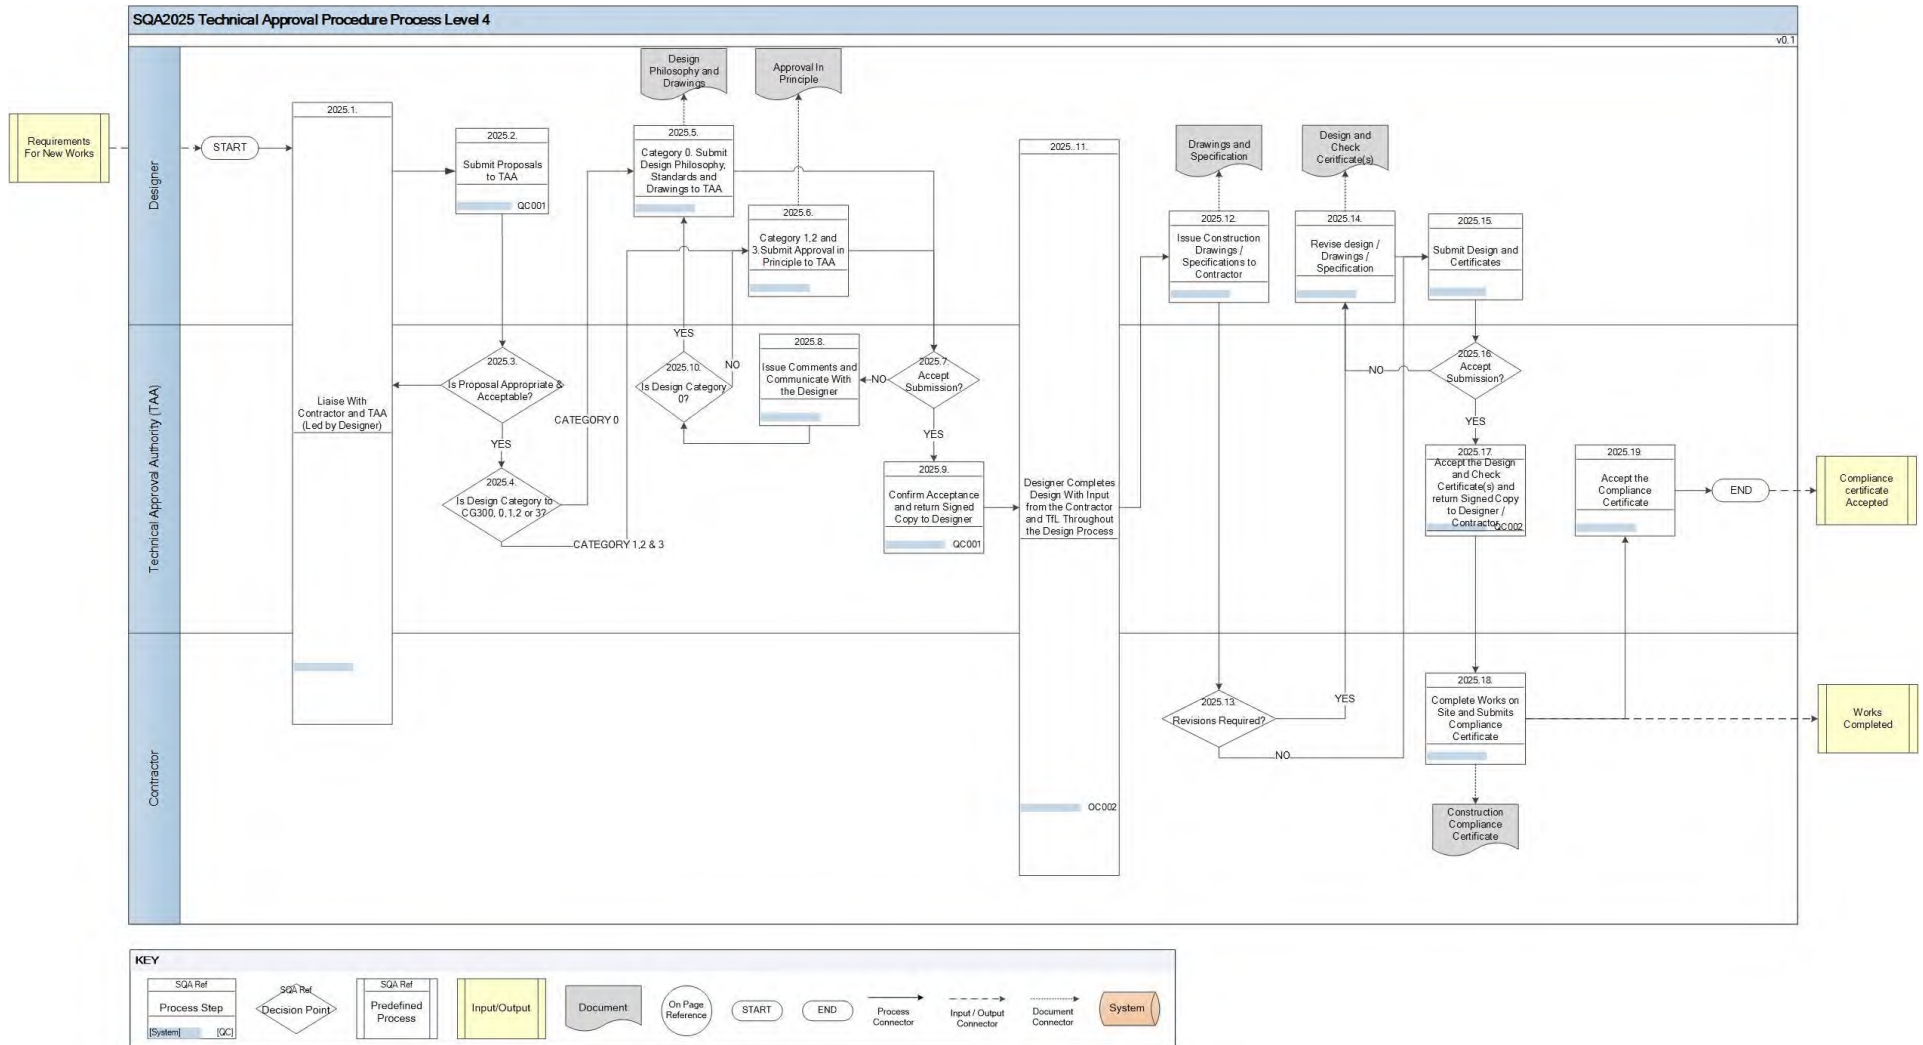 SQA2025 Technical Approval Procedure Process Level 4
v0.1
Designer
Technical Approval Authority (TAA)
Contractor
Requirements
For New Works
START
2025.1.
Liaise With
Contractor and TAA
(Led by Designer)
2025.2.
Submit Proposals
to TAA
QC001
2025.3.
Is Proposal Appropriate &
Acceptable?
YES
2025.4.
Is Design Category to
CG300, 0,1,2 or 3?
CATEGORY 0
CATEGORY 1,2 & 3
Design
Philosophy and
Drawings
2025.5.
Category 0. Submit
Design Philosophy,
Standards and
Drawings to TAA
Approval In
Principle
2025.6.
Category 1,2 and
3.Submit Approval in
Principle to TAA
2025.7.
Accept
Submission?
NO
YES
2025.8.
Issue Comments and
Communicate With
the Designer
2025.10.
Is Design Category
0?
YES
NO
2025.9.
Confirm Acceptance
and return Signed
Copy to Designer
QC001
2025..11.
Designer Completes
Design With Input
from the Contractor
and TfL Throughout
the Design Process
OC002
Drawings and
Specification
2025.12.
Issue Construction
Drawings /
Specifications to
Contractor
2025.13.
Revisions Required?
YES
NO
Design and
Check
Ceritficate(s)
2025.14.
Revise design /
Drawings /
Specification
2025.15.
Submit Design and
Certificates
2025.16.
Accept
Submission?
NO
YES
2025.17.
Accept the Design
and Check
Certificate(s) and
return Signed Copy
to Designer /
Contractor
QC002
2025.18.
Complete Works on
Site and Submits
Compliance
Certificate
Construction
Compliance
Certificate
2025.19.
Accept the
Compliance
Certificate
END
Compliance
certificate
Accepted
Works
Completed
KEY
SQA Ref
Process Step
[System] [QC]
SQA Ref
Decision Point
SQA Ref
Predefined
Process
Input/Output
Document
On Page
Reference
START
END
Process
Connector
Input / Output
Connector
Document
Connector
System